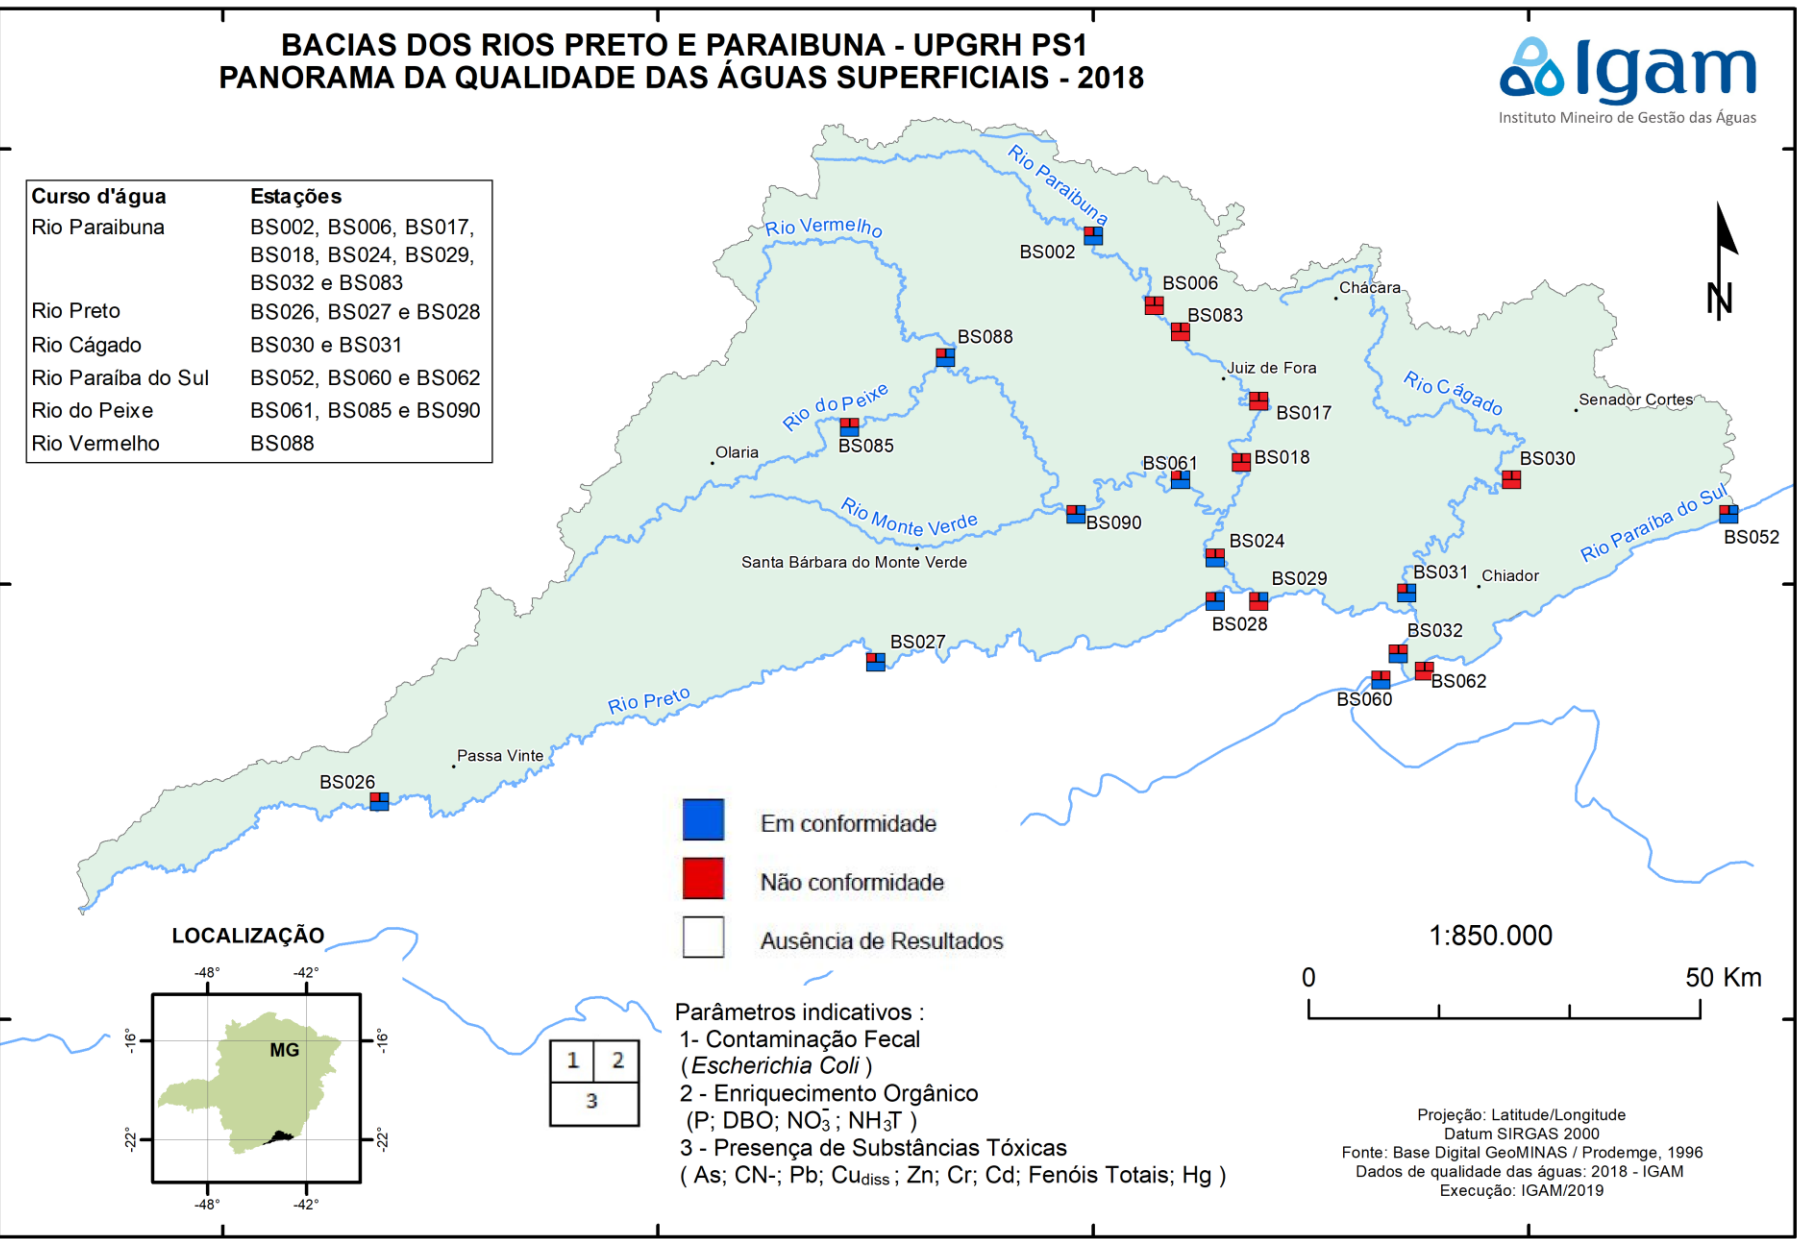 BACIAS DOS RIOS PRETO E PARAIBUNA - UPGRH PS1
PANORAMA DA QUALIDADE DAS ÁGUAS SUPERFICIAIS - 2018
Igam
Instituto Mineiro de Gestão das Águas
Curso d'água Estações
Rio Paraibuna BS002, BS006, BS017,
BS018, BS024, BS029,
BS032 e BS083
Rio Preto BS026, BS027 e BS028
Rio Cágado BS030 e BS031
Rio Paraíba do Sul BS052, BS060 e BS062
Rio do Peixe BS061, BS085 e BS090
Rio Vermelho BS088
Rio Paraibuna
Rio Vermelho
BS002
BS006
Chácara
BS083
N
BS088
Juiz de Fora
Rio do Peixe
Rio Cágado
Senador Cortes
BS017
BS085
Olaria
BS061
BS018
BS030
Rio Monte Verde
BS090
Rio Paraíba do Sul
BS052
Santa Bárbara do Monte Verde
BS024
BS029
BS031
Chiador
BS028
BS032
BS027
BS062
BS060
Rio Preto
Passa Vinte
BS026
Em conformidade
Não conformidade
Ausência de Resultados
LOCALIZAÇÃO
-48° -42°
-16° -16°
MG
-22° -22°
-48° -42°
1 2
3
Parâmetros indicativos :
1- Contaminação Fecal
(Escherichia Coli )
2 - Enriquecimento Orgânico
(P; DBO; NO₃⁻ ; NH₃T )
3 - Presença de Substâncias Tóxicas
( As; CN-; Pb; Cudiss ; Zn; Cr; Cd; Fenóis Totais; Hg )
1:850.000
0 50 Km
Projeção: Latitude/Longitude
Datum SIRGAS 2000
Fonte: Base Digital GeoMINAS / Prodemge, 1996
Dados de qualidade das águas: 2018 - IGAM
Execução: IGAM/2019